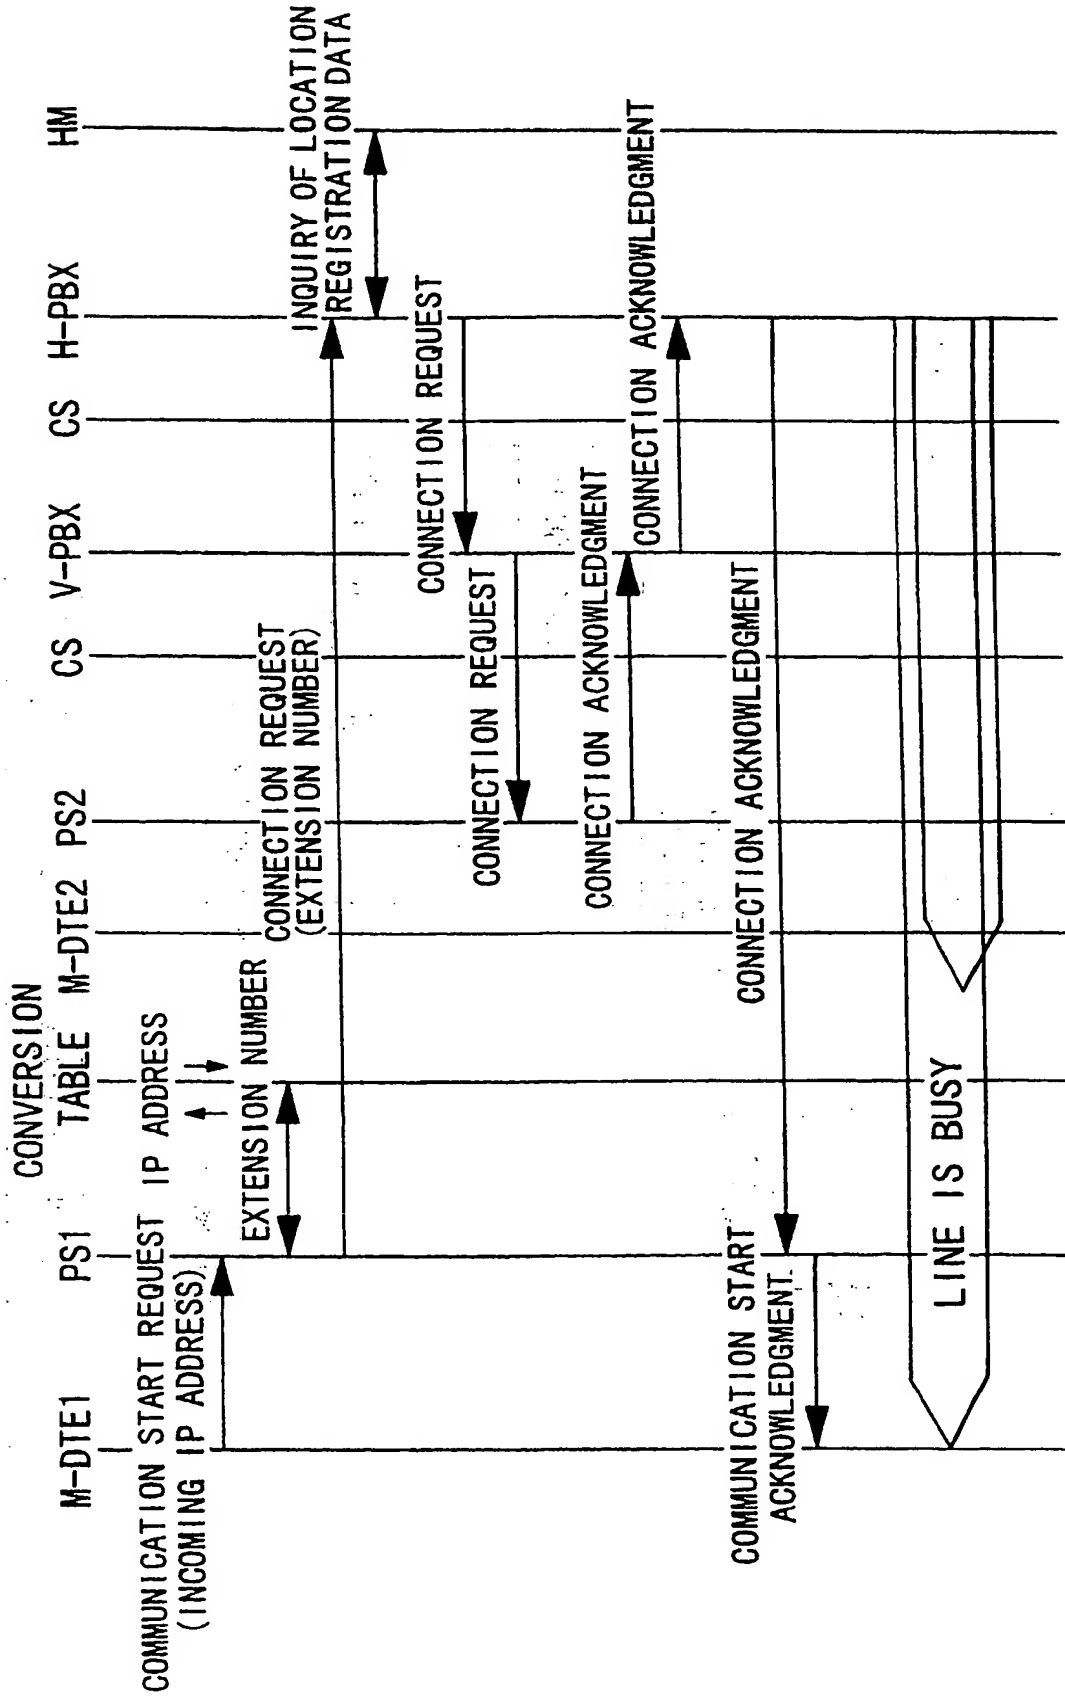 CONVERSION
M-DTE1 PS1 TABLE M-DTE2 PS2 CS V-PBX CS H-PBX HM
COMMUNICATION START REQUEST
(INCOMING IP ADDRESS)
IP ADDRESS
EXTENSION NUMBER
CONNECTION REQUEST
(EXTENSION NUMBER)
INQUIRY OF LOCATION
REGISTRATION DATA
CONNECTION REQUEST
CONNECTION REQUEST
CONNECTION ACKNOWLEDGMENT
CONNECTION ACKNOWLEDGMENT
CONNECTION ACKNOWLEDGMENT
COMMUNICATION START
ACKNOWLEDGMENT
LINE IS BUSY